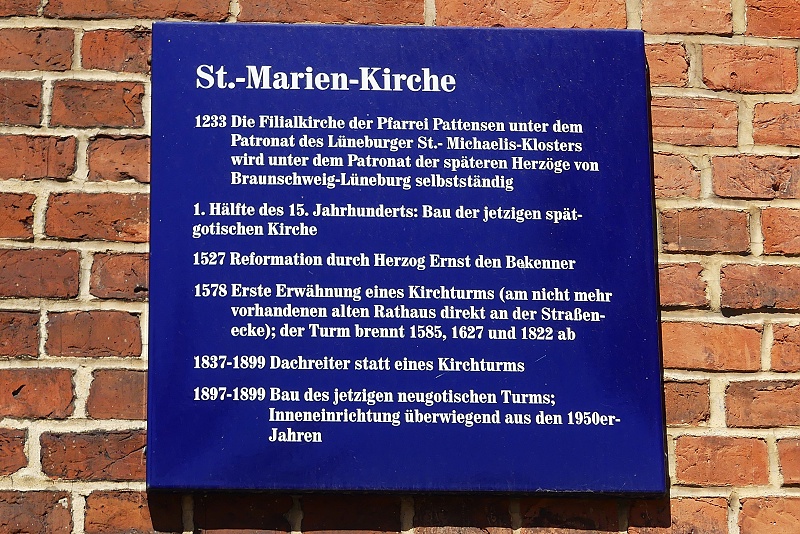 St.-Marien-Kirche
1233 Die Filialkirche der Pfarrei Pattensen unter dem
Patronat des Lüneburger St.- Michaelis-Klosters
wird unter dem Patronat der späteren Herzöge von
Braunschweig-Lüneburg selbstständig
1. Hälfte des 15. Jahrhunderts: Bau der jetzigen spät-
gotischen Kirche
1527 Reformation durch Herzog Ernst den Bekenner
1578 Erste Erwähnung eines Kirchturms (am nicht mehr
vorhandenen alten Rathaus direkt an der Straßen-
ecke); der Turm brennt 1585, 1627 und 1822 ab
1837-1899 Dachreiter statt eines Kirchturms
1897-1899 Bau des jetzigen neugotischen Turms;
Inneneinrichtung überwiegend aus den 1950er-
Jahren